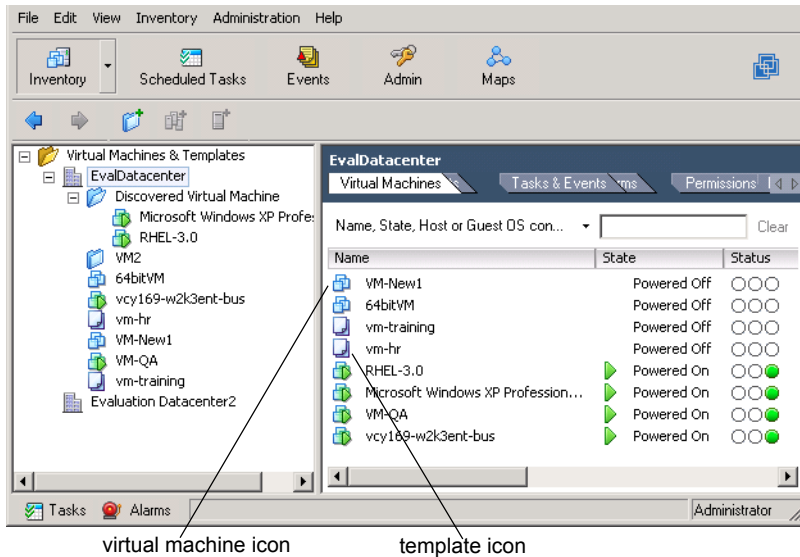 File Edit View Inventory Administration Help
Inventory Scheduled Tasks Events Admin Maps
Virtual Machines & Templates
EvalDatacenter
Discovered Virtual Machine
Microsoft Windows XP Profes
RHEL-3.0
VM2
64bitVM
vcy169-w2k3ent-bus
vm-hr
VM-New1
VM-QA
vm-training
Evaluation Datacenter2
EvalDatacenter
Virtual Machines Tasks & Events ms Permissions
Name, State, Host or Guest OS con... Clear
Name State Status
VM-New1 Powered Off
64bitVM Powered Off
vm-training Powered Off
vm-hr Powered Off
RHEL-3.0 Powered On
Microsoft Windows XP Profession... Powered On
VM-QA Powered On
vcy169-w2k3ent-bus Powered On
Tasks Alarms Administrator
virtual machine icon template icon